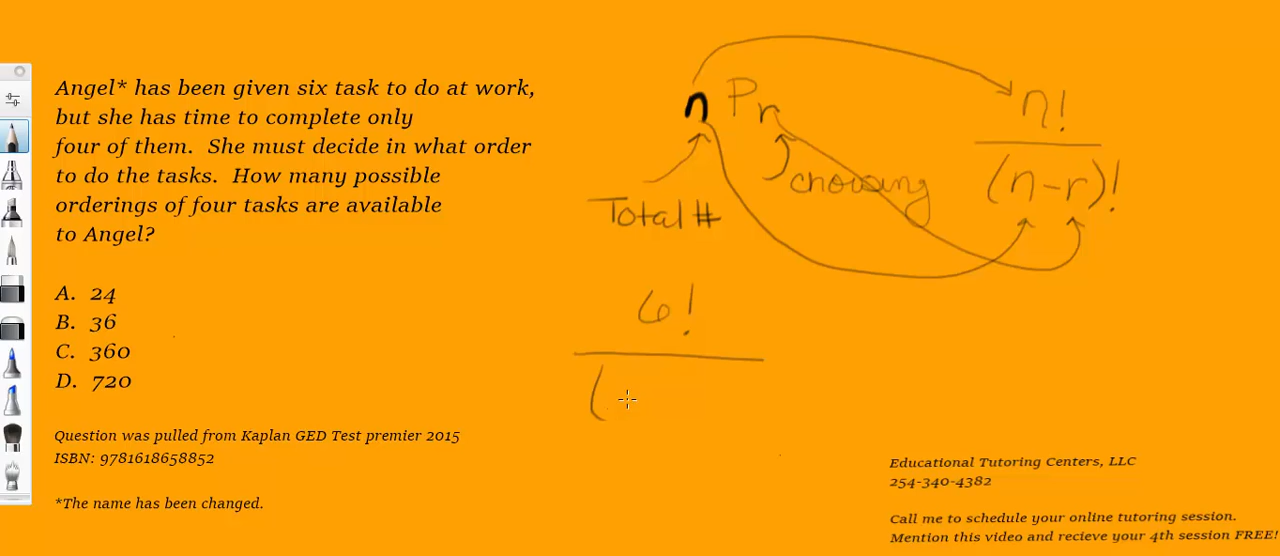 Angel* has been given six task to do at work,
but she has time to complete only
four of them. She must decide in what order
to do the tasks. How many possible
orderings of four tasks are available
to Angel?
A. 24
B. 36
C. 360
D. 720
Question was pulled from Kaplan GED Test premier 2015
ISBN: 9781618658852
*The name has been changed.
n P r
Total #
choosing
n!
(n-r)!
6!
(
Educational Tutoring Centers, LLC
254-340-4382
Call me to schedule your online tutoring session.
Mention this video and recieve your 4th session FREE!